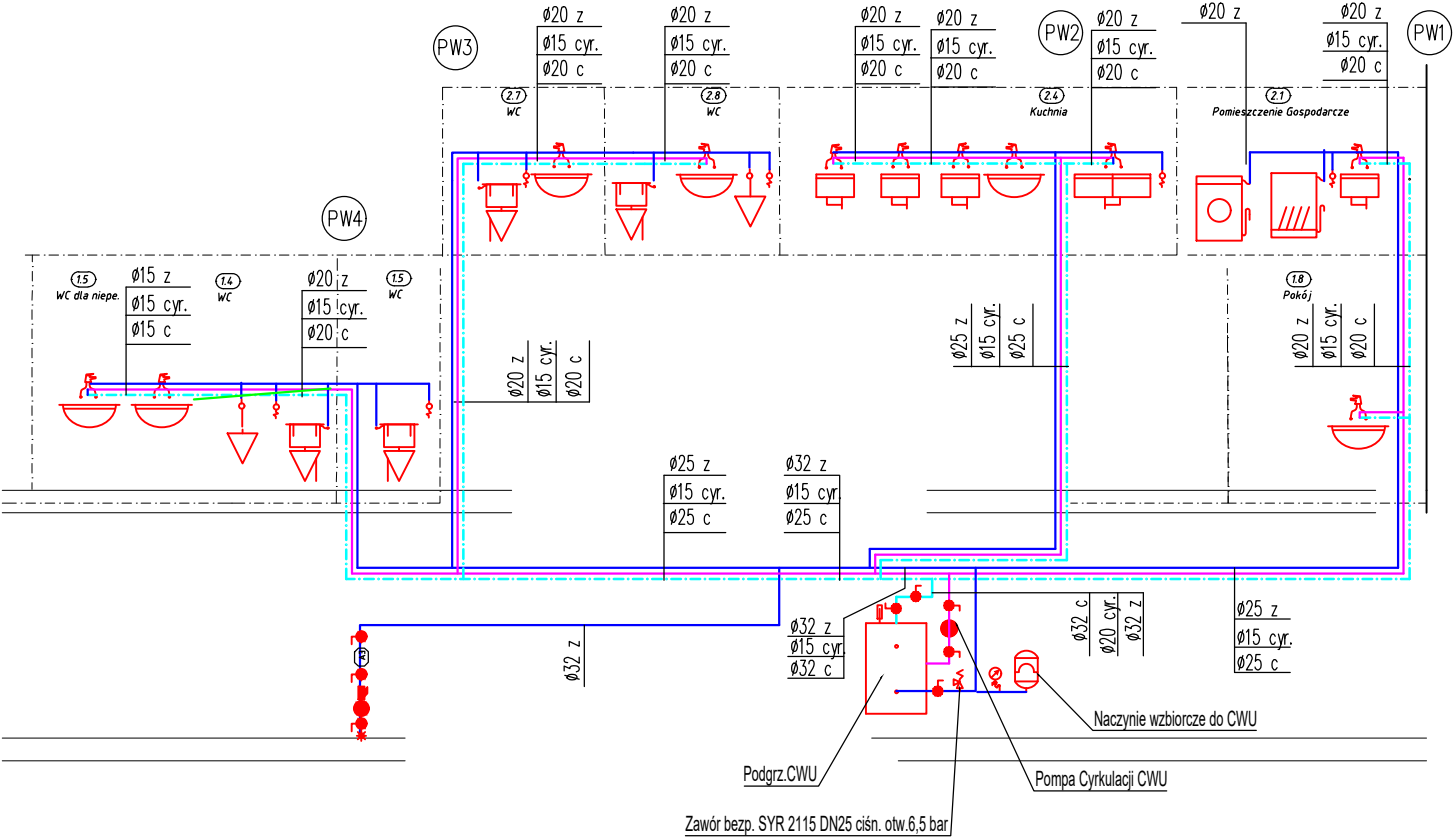 PW3
Ø20 z
Ø15 cyr.
Ø20 c
Ø20 z
Ø15 cyr.
Ø20 c
Ø20 z
Ø15 cyr.
Ø20 c
Ø20 z
Ø15 cyr.
Ø20 c
PW2
Ø20 z
Ø15 cyr.
Ø20 c
Ø20 z
Ø20 z
Ø15 cyr.
Ø20 c
PW1
2.7
WC
2.8
WC
2.4
Kuchnia
2.1
Pomieszczenie Gospodarcze
PW4
1.5
WC dla niepe.
Ø15 z
Ø15 cyr.
Ø15 c
1.4
WC
Ø20 z
Ø15 cyr.
Ø20 c
1.5
WC
1.8
Pokój
Ø20 z
Ø15 cyr.
Ø20 c
Ø25 z
Ø15 cyr.
Ø25 c
Ø20 z
Ø15 cyr.
Ø20 c
Ø25 z
Ø15 cyr.
Ø25 c
Ø32 z
Ø15 cyr.
Ø25 c
Ø32 z
Ø32 z
Ø15 cyr.
Ø32 c
Ø32 c
Ø20 cyr.
Ø32 z
Ø25 z
Ø15 cyr.
Ø25 c
Naczynie wzbiorcze do CWU
Podgrz.CWU
Pompa Cyrkulacji CWU
Zawór bezp. SYR 2115 DN25 ciśn. otw.6,5 bar